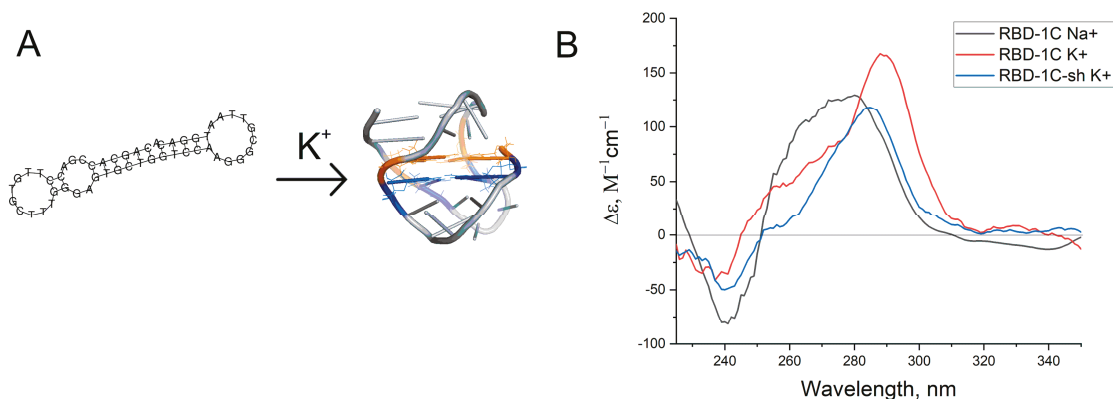 A
K⁺
B
RBD-1C Na+
RBD-1C K+
RBD-1C-sh K+
200
150
100
50
0
-50
-100
Δε, M⁻¹cm⁻¹
240 260 280 300 320 340
Wavelength, nm